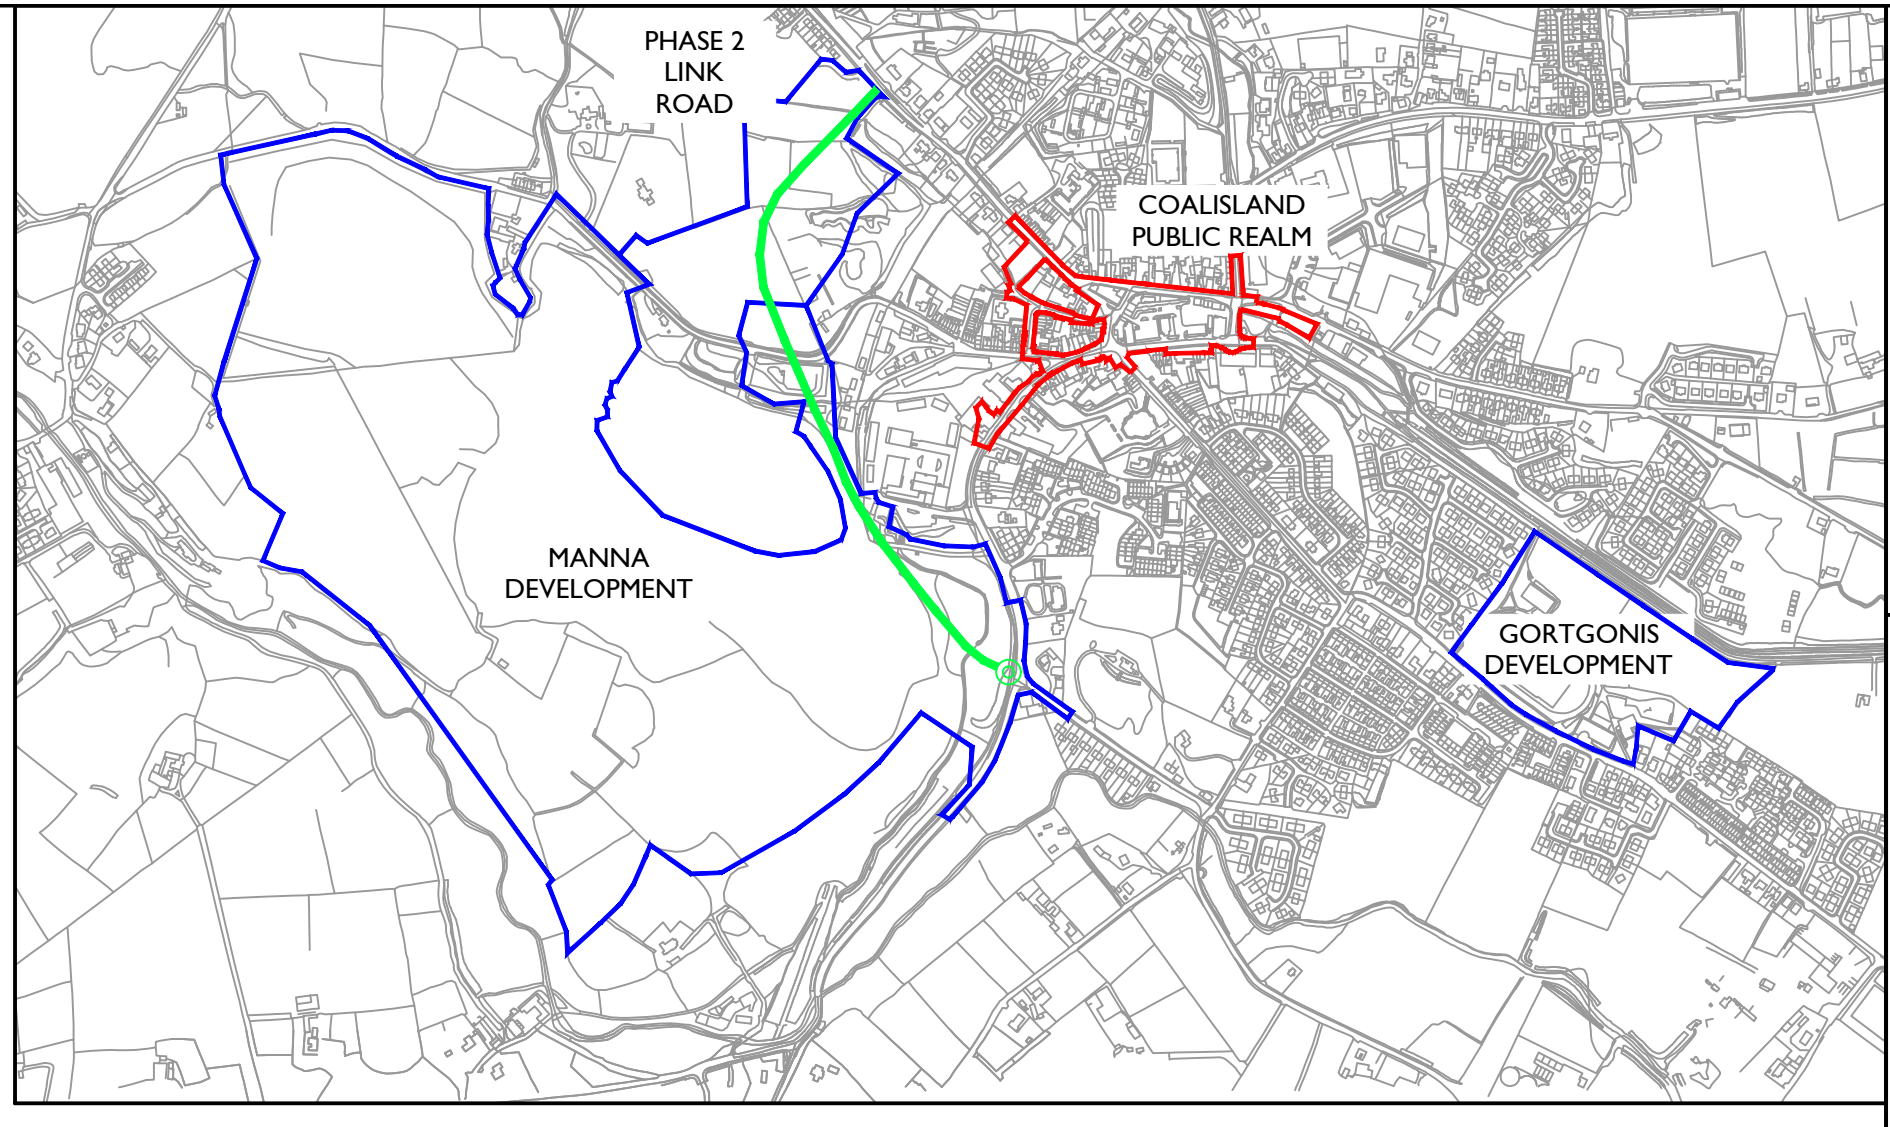 PHASE 2
LINK
ROAD
COALISLAND
PUBLIC REALM
MANNA
DEVELOPMENT
GORTGONIS
DEVELOPMENT